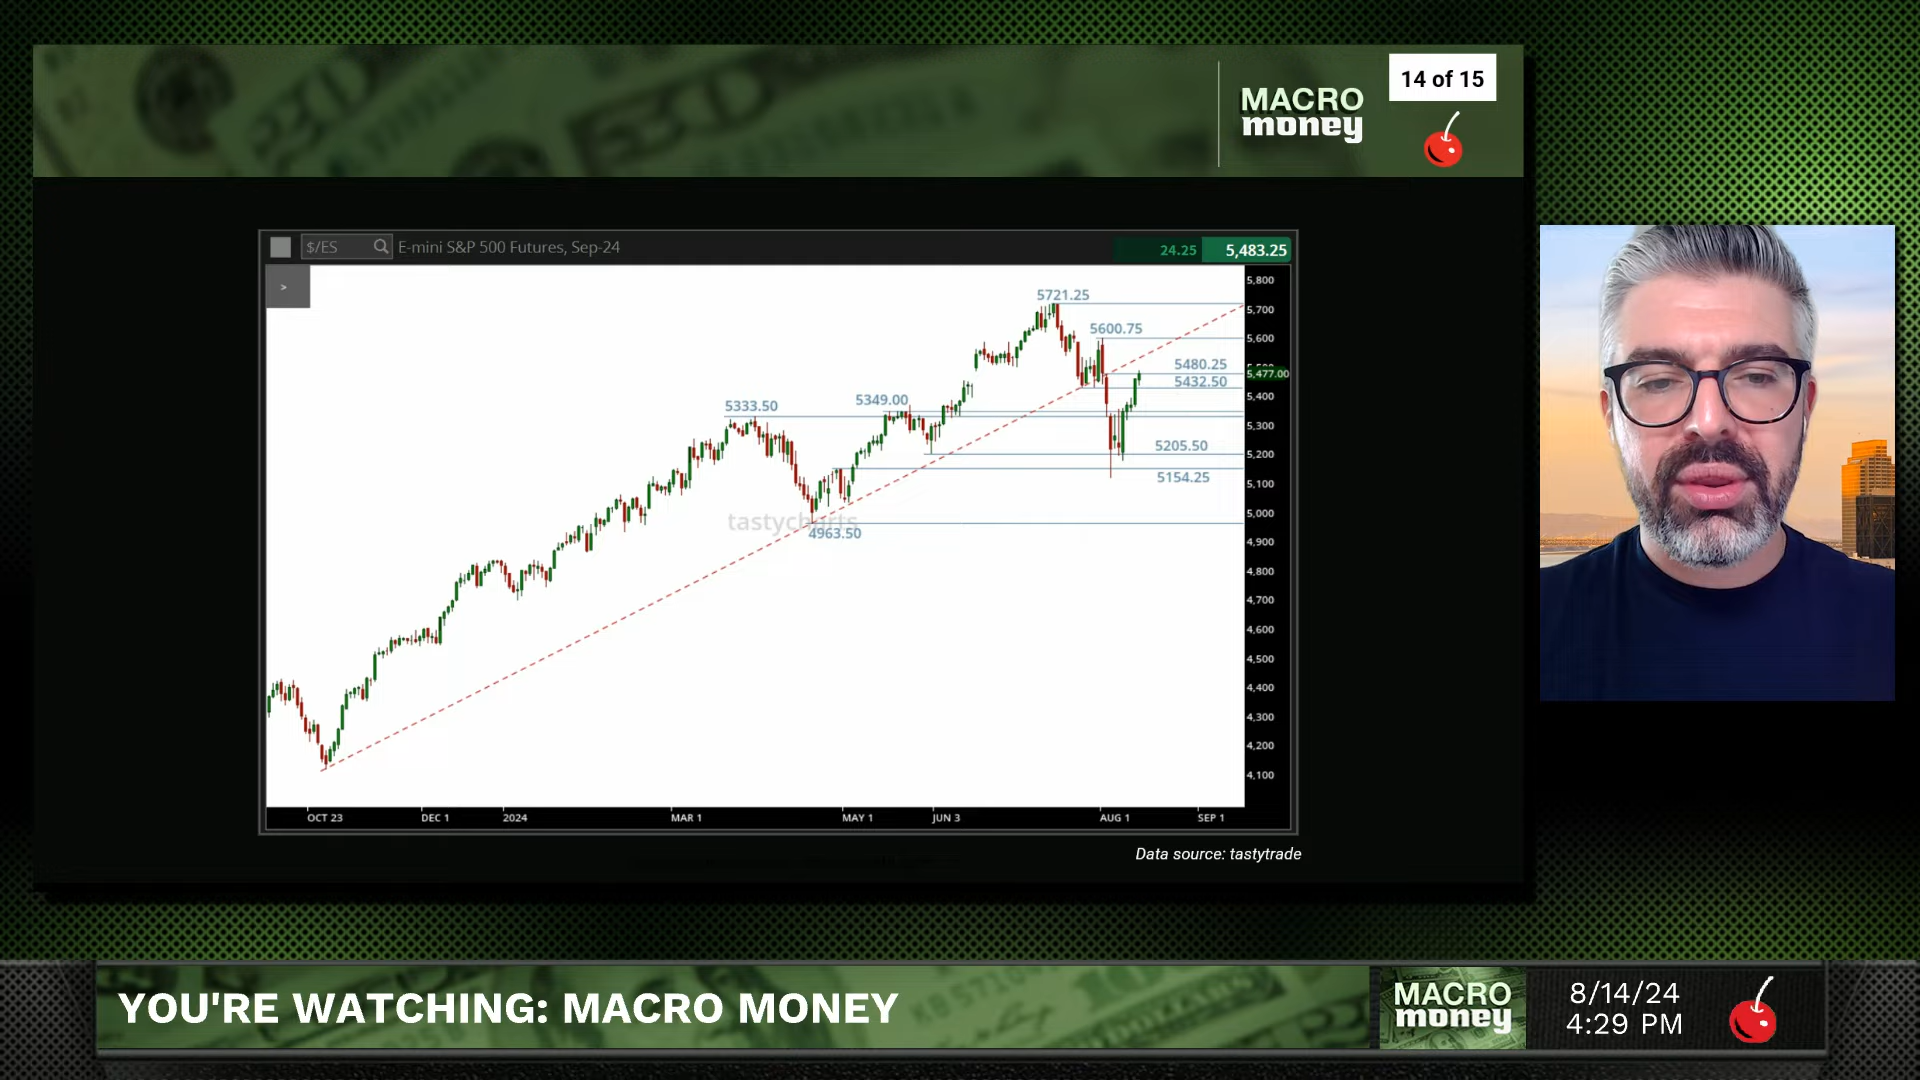 MACRO
money
14 of 15
$/ES
E-mini S&P 500 Futures, Sep-24
24.25
5,483.25
>
5721.25
5600.75
5480.25
5432.50
5333.50
5349.00
5205.50
5154.25
4963.50
tastycharts
5,800
5,700
5,600
5,477.00
5,400
5,300
5,200
5,100
5,000
4,900
4,800
4,700
4,600
4,500
4,400
4,300
4,200
4,100
OCT 23
DEC 1
2024
MAR 1
MAY 1
JUN 3
AUG 1
SEP 1
Data source: tastytrade
YOU'RE WATCHING: MACRO MONEY
MACRO
money
8/14/24
4:29 PM